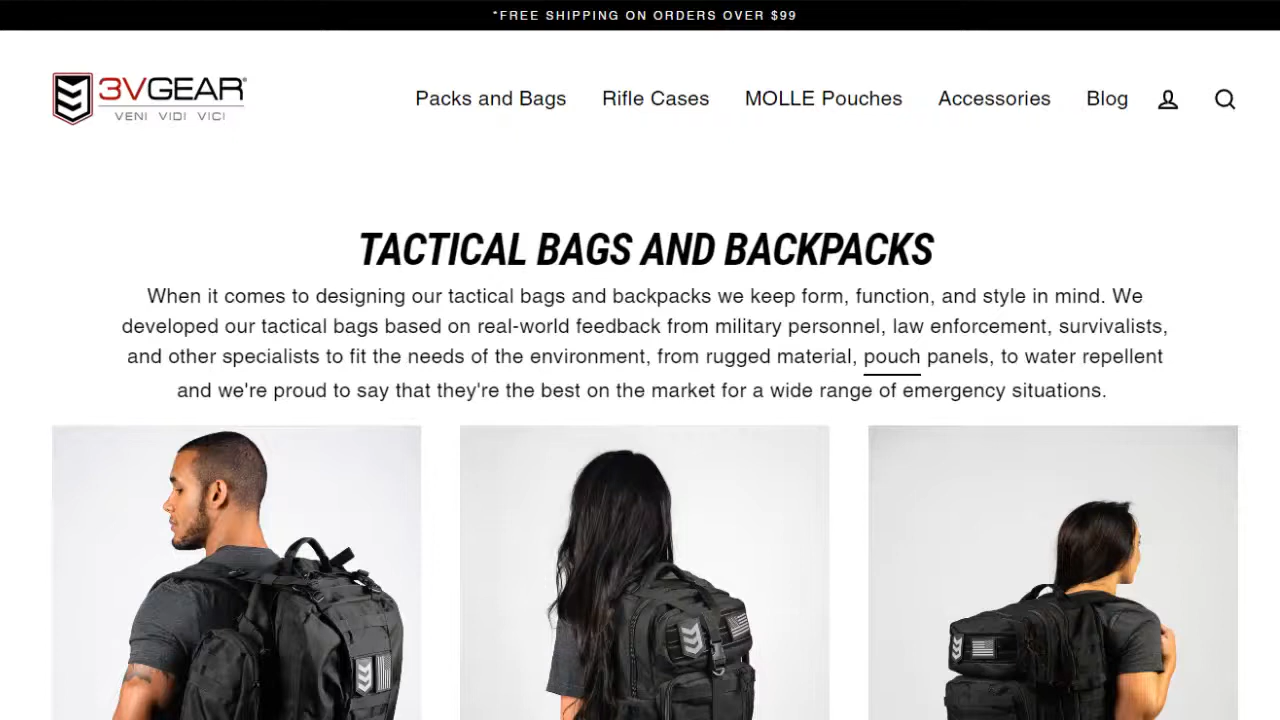 *FREE SHIPPING ON ORDERS OVER $99
3VGEAR®
VENI VIDI VICI
Packs and Bags Rifle Cases MOLLE Pouches Accessories Blog
TACTICAL BAGS AND BACKPACKS
When it comes to designing our tactical bags and backpacks we keep form, function, and style in mind. We
developed our tactical bags based on real-world feedback from military personnel, law enforcement, survivalists,
and other specialists to fit the needs of the environment, from rugged material, pouch panels, to water repellent
and we're proud to say that they're the best on the market for a wide range of emergency situations.